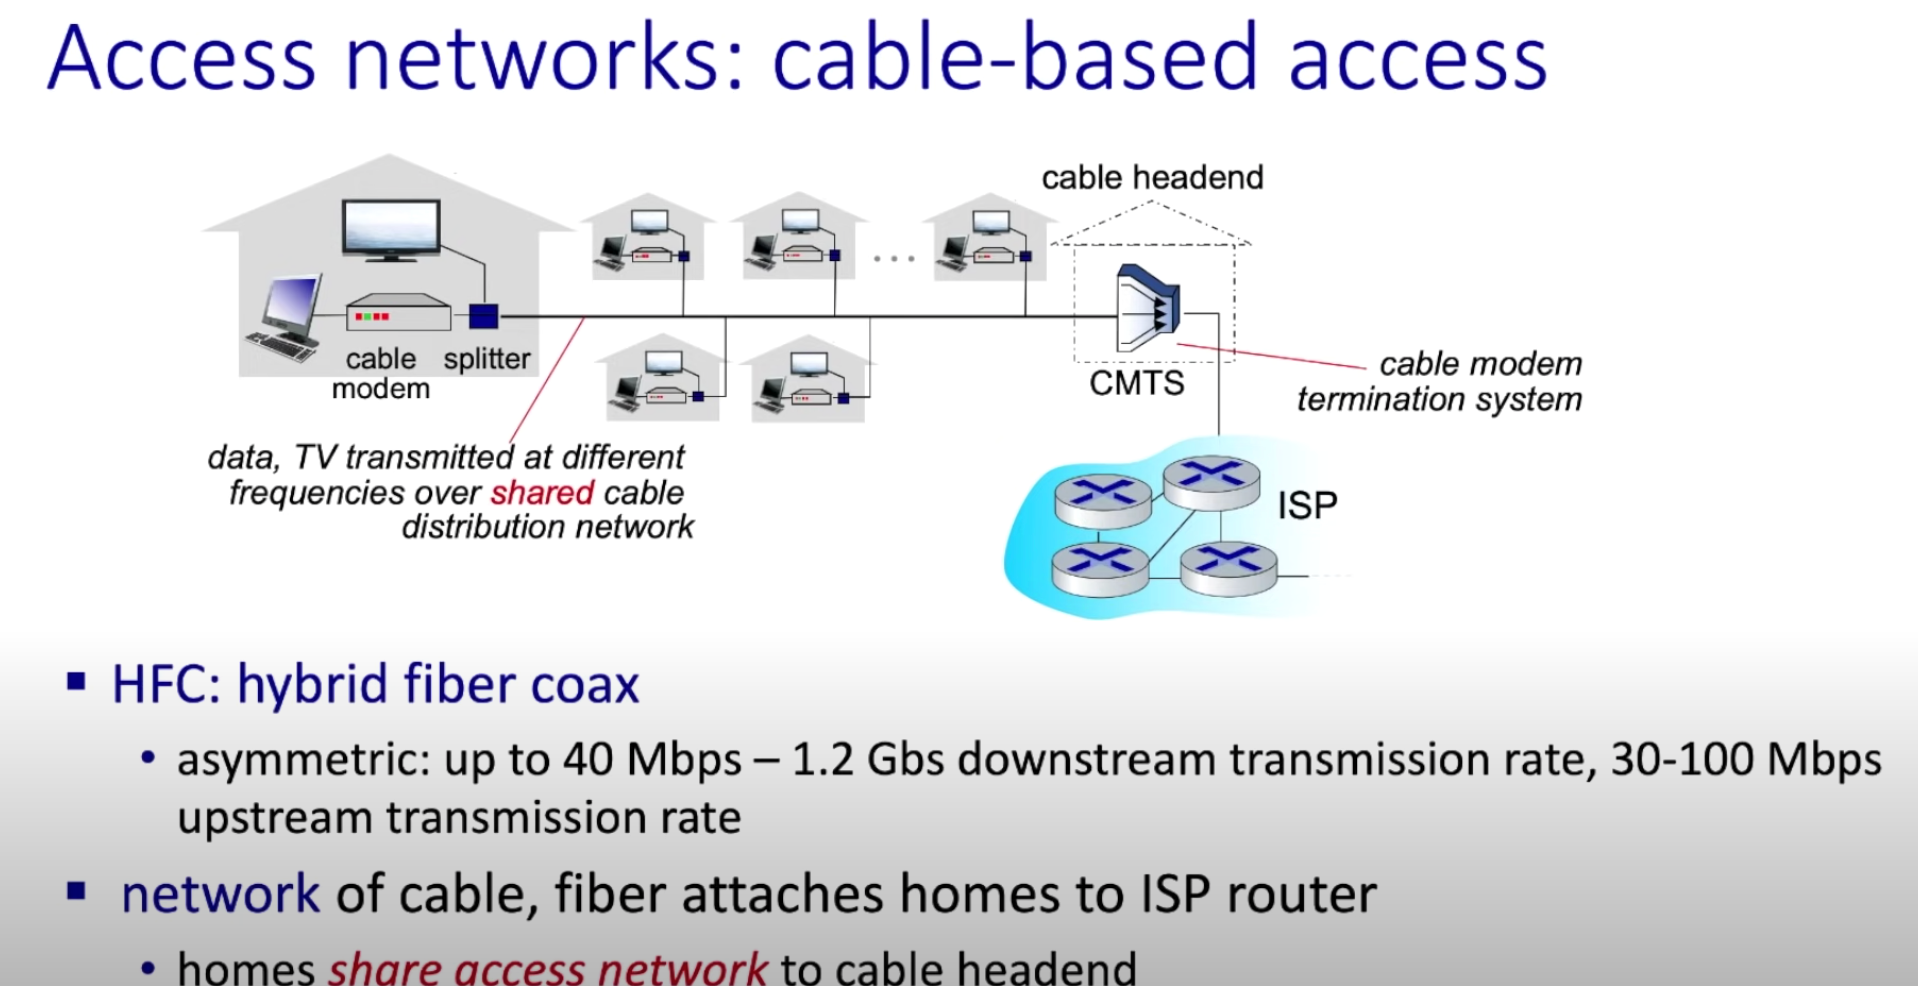 Access networks: cable-based access
cable headend
cable
modem
splitter
CMTS
cable modem
termination system
data, TV transmitted at different
frequencies over shared cable
distribution network
ISP
HFC: hybrid fiber coax
asymmetric: up to 40 Mbps – 1.2 Gbs downstream transmission rate, 30-100 Mbps
upstream transmission rate
network of cable, fiber attaches homes to ISP router
homes share access network to cable headend